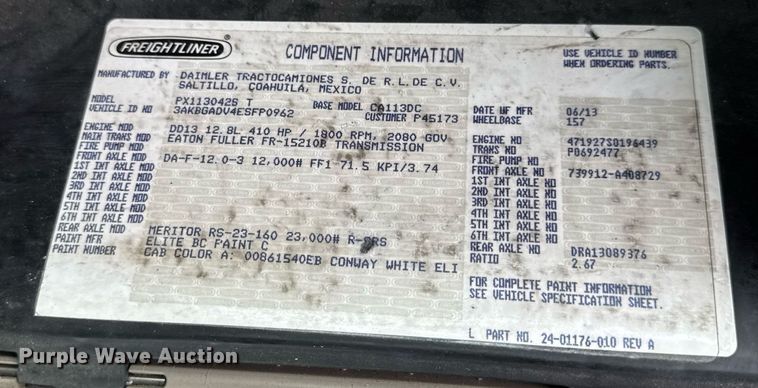 FREIGHTLINER
COMPONENT INFORMATION
USE VEHICLE ID NUMBER
WHEN ORDERING PARTS.
MANUFACTURED BY DAIMLER TRACTOCAMIONES S. DE R.L. DE C.V.
SALTILLO, COAHUILA, MEXICO
MODEL PX113042S T BASE MODEL CA113DC
VEHICLE ID NO 3AKBGADV4ESFP0962 CUSTOMER P45173
DATE OF MFR 06/13
WHEELBASE 157
ENGINE MOD DD13 12.8L 410 HP / 1800 RPM, 2080 GOV
MAIN TRANS MOD EATON FULLER FR-15210B TRANSMISSION
FIRE PUMP MOD
FRONT AXLE MOD DA-F-12.0-3 12,000# FF1 71.5 KPI/3.74
1ST INT AXLE MOD
2ND INT AXLE MOD
3RD INT AXLE MOD
4TH INT AXLE MOD
5TH INT AXLE MOD
6TH INT AXLE MOD
REAR AXLE MOD MERITOR RS-23-160 23,000# R-SRS
PAINT MFR ELITE BC PAINT C
PAINT NUMBER CAB COLOR A: 00861540EB CONWAY WHITE ELI
ENGINE NO 471927S0196439
TRANS NO P0692477
FIRE PUMP NO
FRONT AXLE NO 739912-A408729
1ST INT AXLE NO
2ND INT AXLE NO
3RD INT AXLE NO
4TH INT AXLE NO
5TH INT AXLE NO
6TH INT AXLE NO
REAR AXLE NO DRA13089376
RATIO 2.67
FOR COMPLETE PAINT INFORMATION
SEE VEHICLE SPECIFICATION SHEET.
L PART NO. 24-01176-010 REV A
Purple Wave Auction